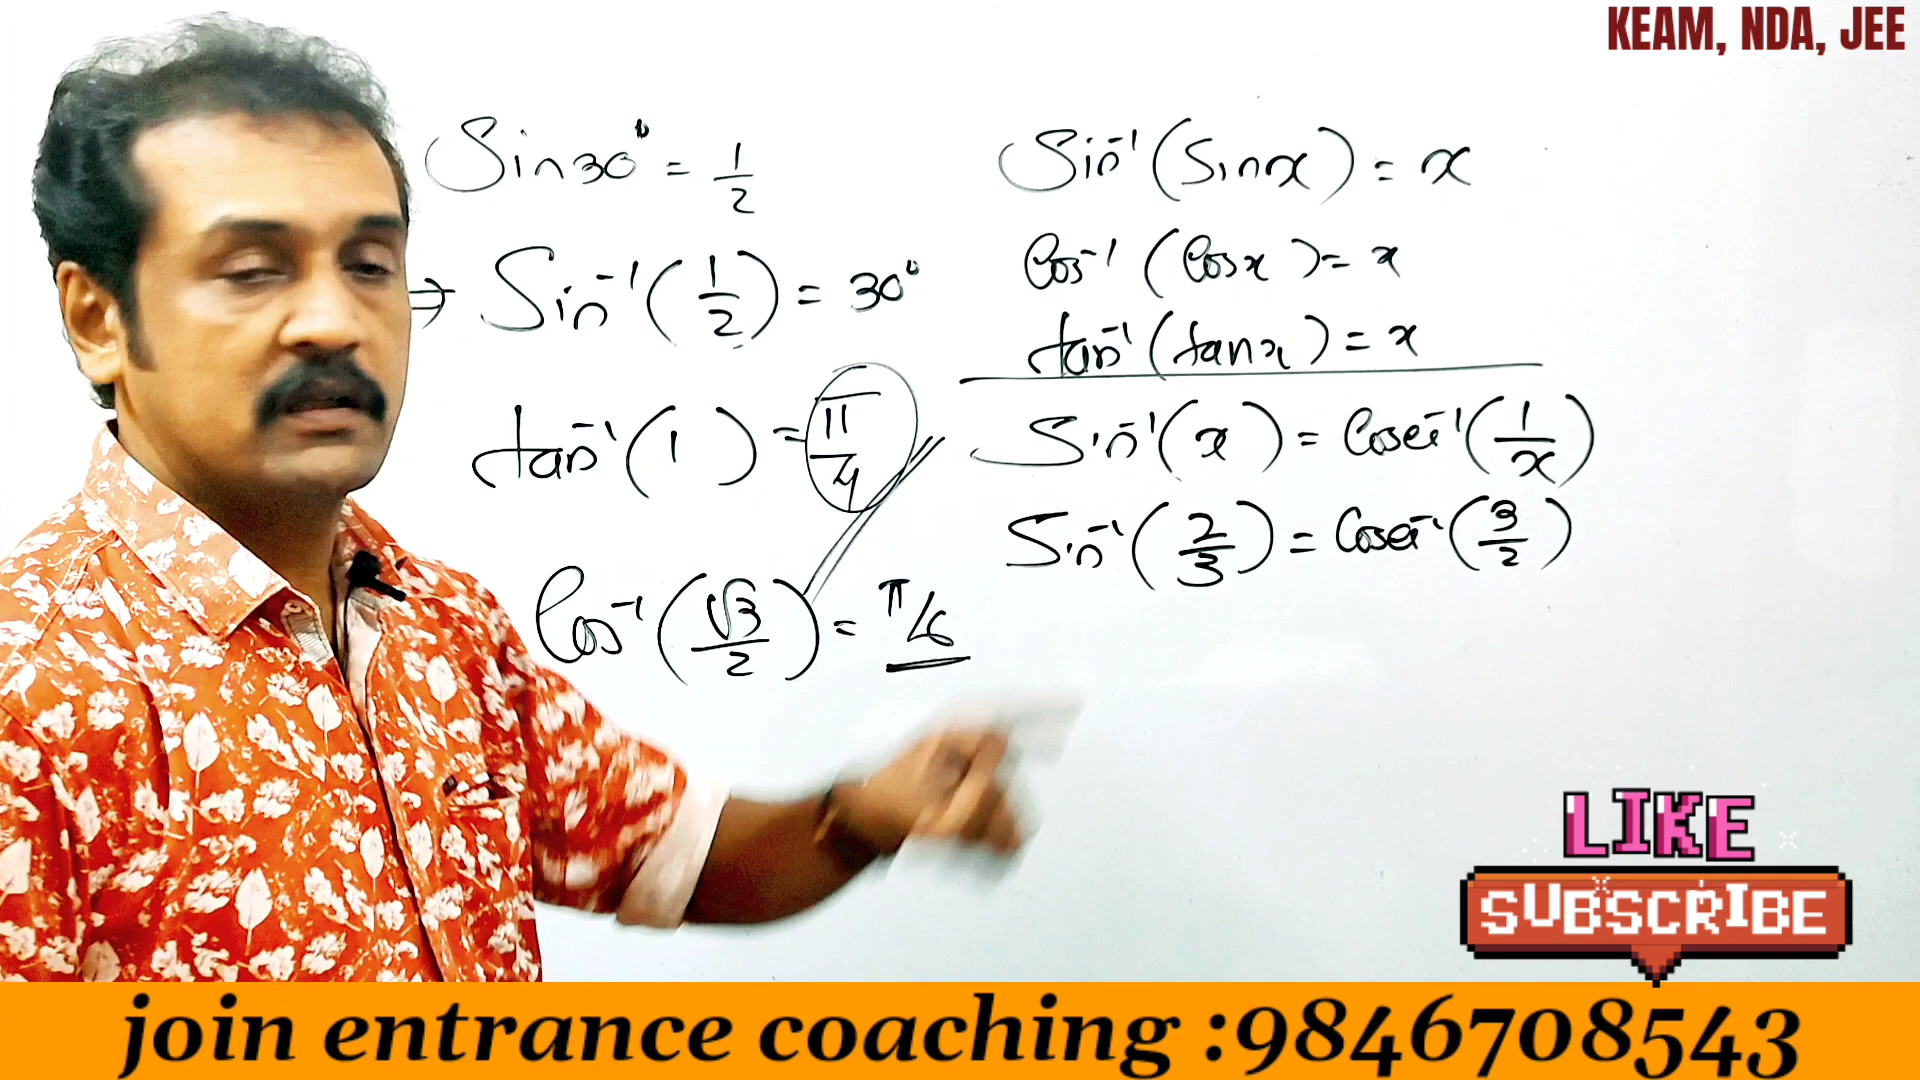 KEAM, NDA, JEE
Sin30° = 1/2
⇒ Sin⁻¹(1/2) = 30°
tan⁻¹(1) = π/4
Cos⁻¹(√3/2) = π/6
Sin⁻¹(Sinx) = x
Cos⁻¹(Cosx) = x
tan⁻¹(tanx) = x
Sin⁻¹(x) = Cosec⁻¹(1/x)
Sin⁻¹(2/3) = Cosec⁻¹(3/2)
LIKE
SUBSCRIBE
join entrance coaching :9846708543